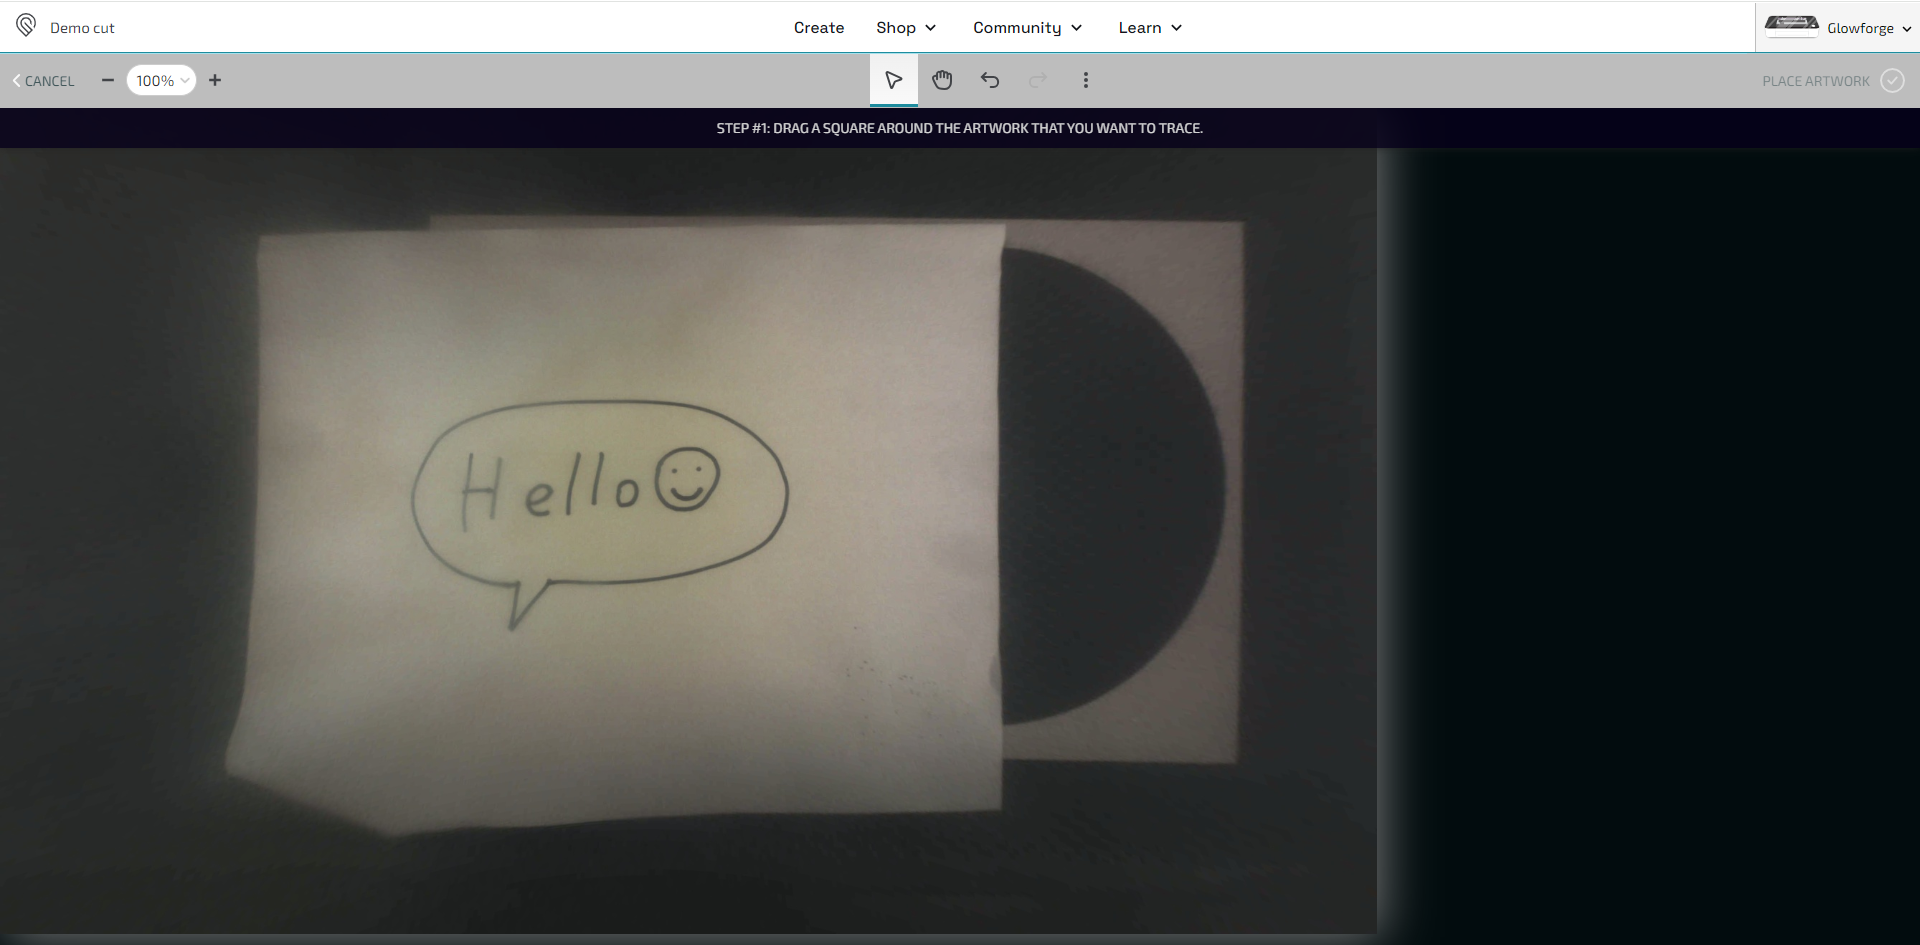 Demo cut
Create Shop Community Learn
Glowforge
CANCEL
100%
PLACE ARTWORK
STEP #1: DRAG A SQUARE AROUND THE ARTWORK THAT YOU WANT TO TRACE.
Hello